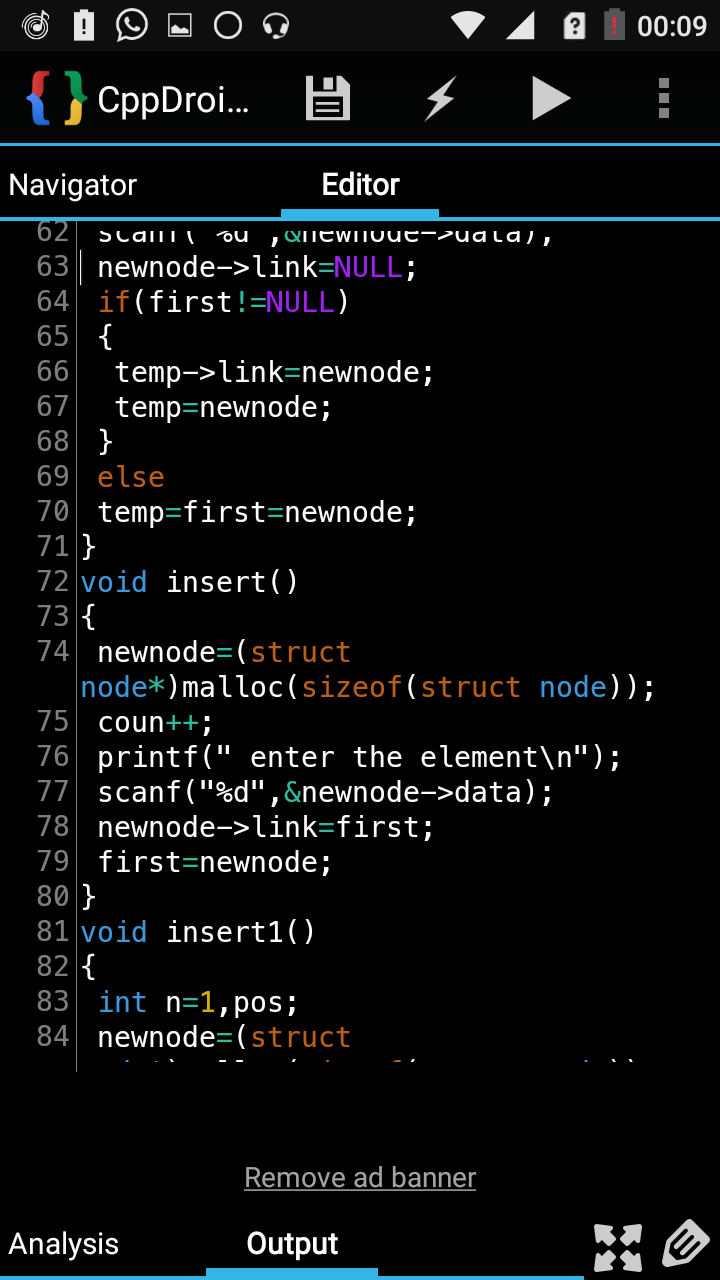 00:09
CppDroi...
Navigator
Editor
62 scanf("%d",&newnode->data);
63 newnode->link=NULL;
64 if(first!=NULL)
65 {
66 temp->link=newnode;
67 temp=newnode;
68 }
69 else
70 temp=first=newnode;
71 }
72 void insert()
73 {
74 newnode=(struct
node*)malloc(sizeof(struct node));
75 coun++;
76 printf(" enter the element\n");
77 scanf("%d",&newnode->data);
78 newnode->link=first;
79 first=newnode;
80 }
81 void insert1()
82 {
83 int n=1,pos;
84 newnode=(struct
Remove ad banner
Analysis
Output